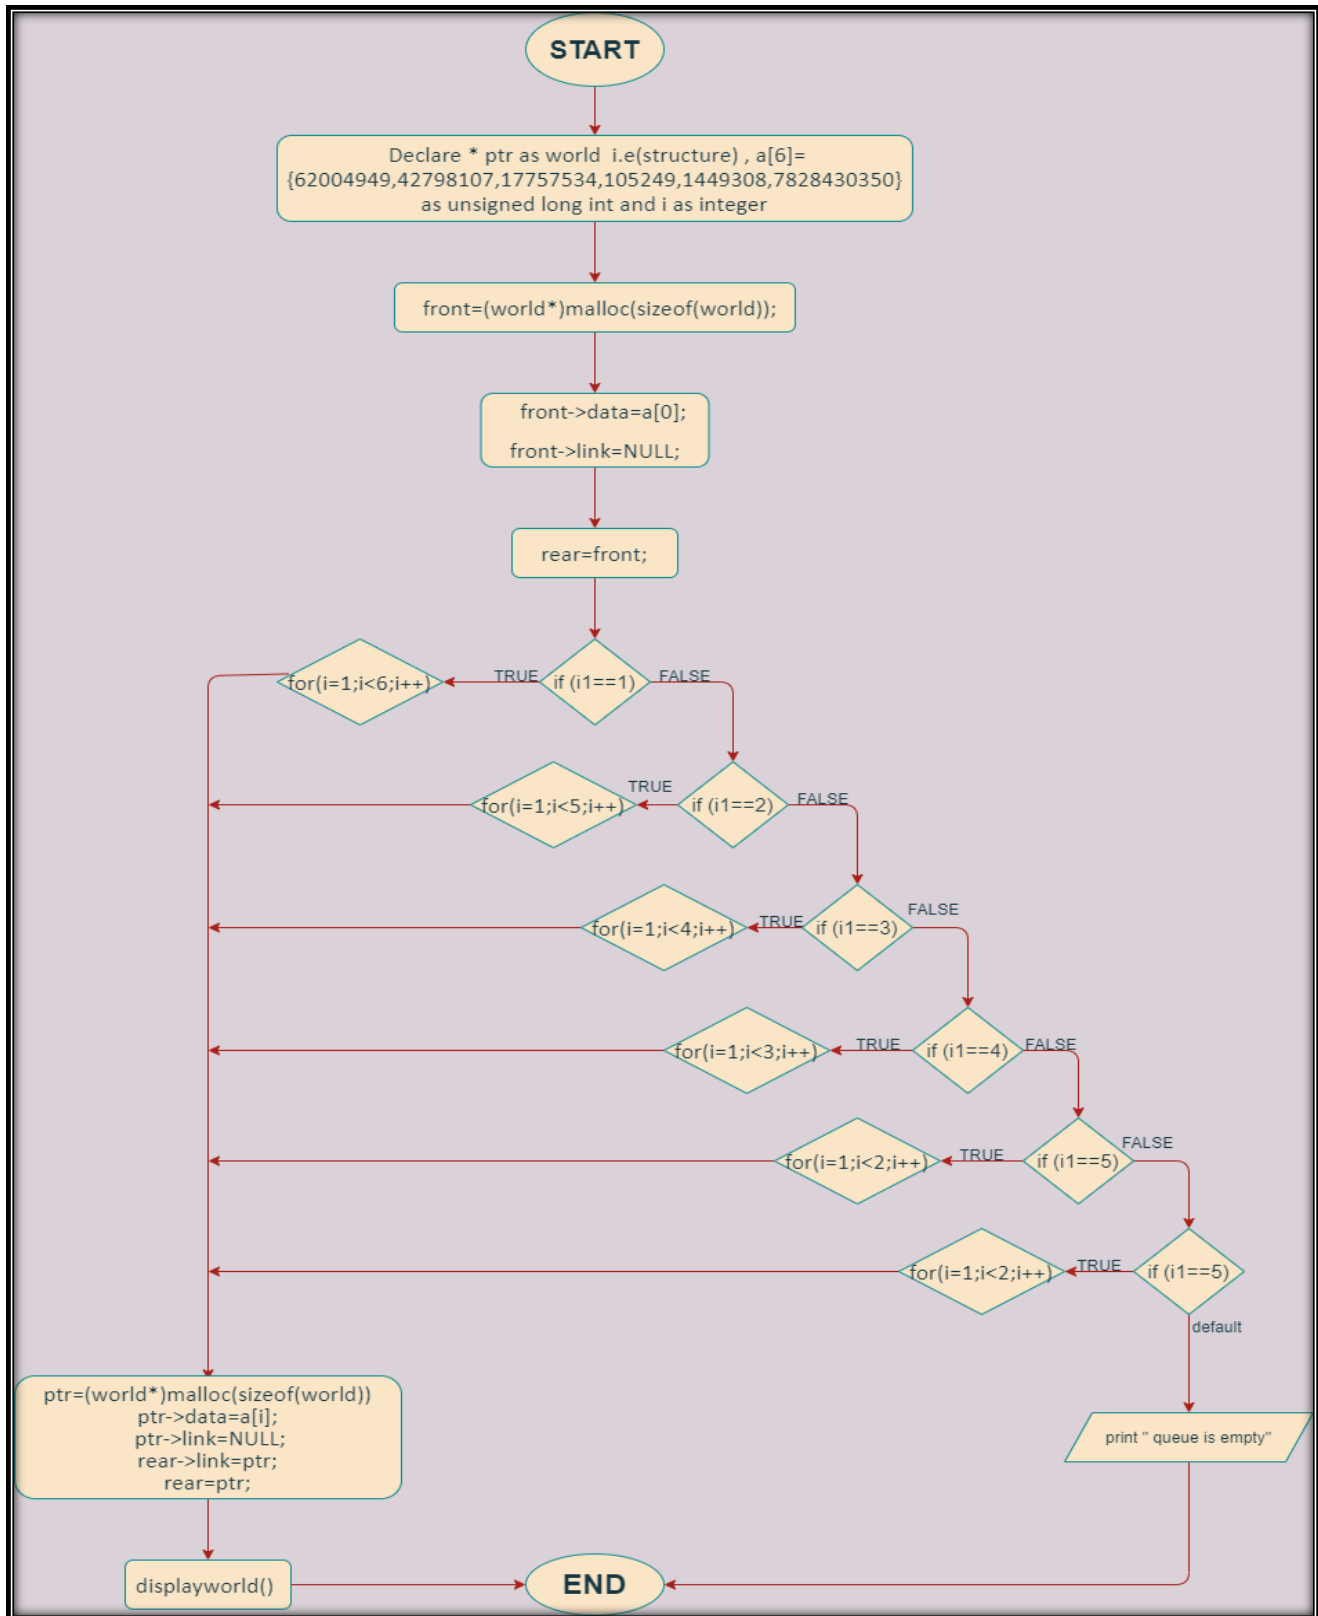 START
Declare * ptr as world i.e(structure) , a[6]=
{62004949,42798107,17757534,105249,1449308,7828430350}
as unsigned long int and i as integer
front=(world*)malloc(sizeof(world));
front->data=a[0];
front->link=NULL;
rear=front;
for(i=1;i<6;i++)
TRUE
if (i1==1)
FALSE
for(i=1;i<5;i++)
TRUE
if (i1==2)
FALSE
for(i=1;i<4;i++)
TRUE
if (i1==3)
FALSE
for(i=1;i<3;i++)
TRUE
if (i1==4)
FALSE
for(i=1;i<2;i++)
TRUE
if (i1==5)
FALSE
for(i=1;i<2;i++)
TRUE
if (i1==5)
default
ptr=(world*)malloc(sizeof(world))
ptr->data=a[i];
ptr->link=NULL;
rear->link=ptr;
rear=ptr;
print " queue is empty"
displayworld()
END